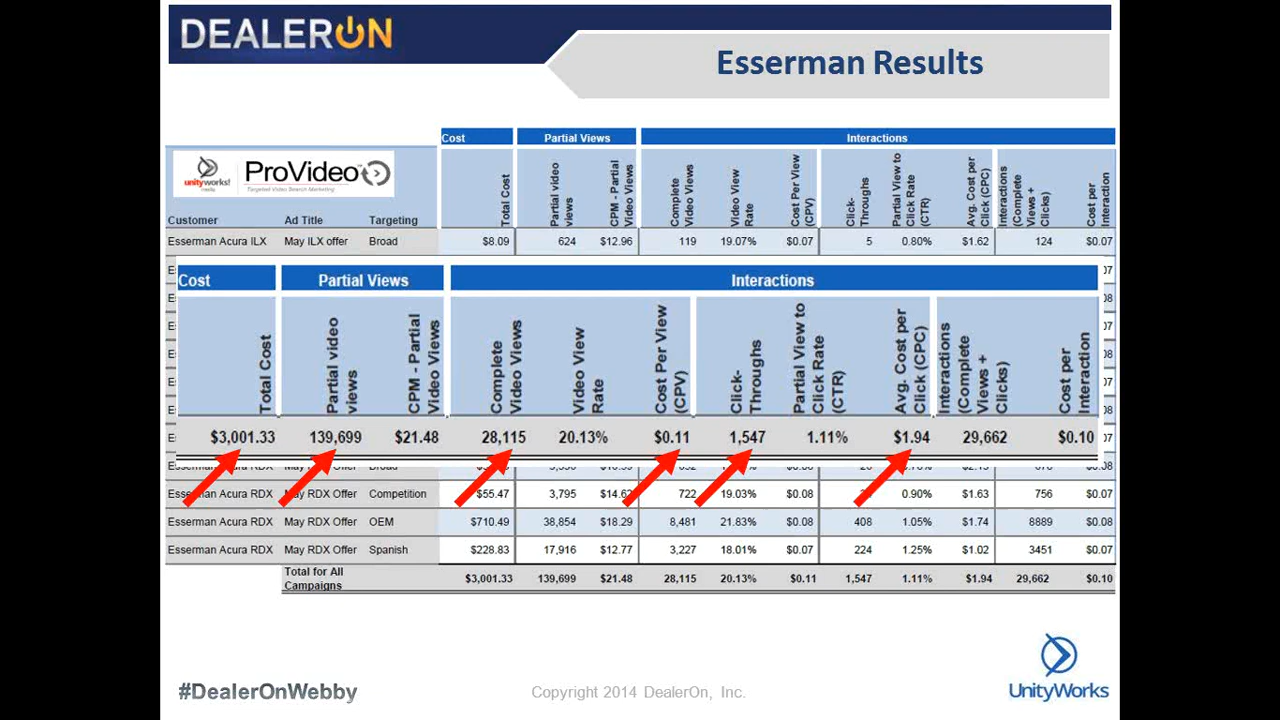 DEALERON
Esserman Results
Cost Partial Views Interactions
unityworks! media ProVideo
Targeted Video Search Marketing
Customer Ad Title Targeting Total Cost Partial video views CPM - Partial Video Views Complete Video Views Video View Rate Cost Per View (CPV) Click-Throughs Partial View to Click Rate (CTR) Avg. Cost per Click (CPC) Interactions (Complete Views + Clicks) Cost per Interaction
Esserman Acura ILX May ILX offer Broad $8.09 624 $12.96 119 19.07% $0.07 5 0.80% $1.62 124 $0.07
Cost Partial Views Interactions
Total Cost Partial video views CPM - Partial Video Views Complete Video Views Video View Rate Cost Per View (CPV) Click-Throughs Partial View to Click Rate (CTR) Avg. Cost per Click (CPC) Interactions (Complete Views + Clicks) Cost per Interaction
$3,001.33 139,699 $21.48 28,115 20.13% $0.11 1,547 1.11% $1.94 29,662 $0.10
Esserman Acura RDX May RDX Offer Competition $55.47 3,795 722 19.03% $0.08 0.90% $1.63 756 $0.07
Esserman Acura RDX May RDX Offer OEM $710.49 38,854 $18.29 8,481 21.83% $0.08 408 1.05% $1.74 8889 $0.08
Esserman Acura RDX May RDX Offer Spanish $228.83 17,916 $12.77 3,227 18.01% $0.07 224 1.25% $1.02 3451 $0.07
Total for All
Campaigns $3,001.33 139,699 $21.48 28,115 20.13% $0.11 1,547 1.11% $1.94 29,662 $0.10
#DealerOnWebby
Copyright 2014 DealerOn, Inc.
UnityWorks